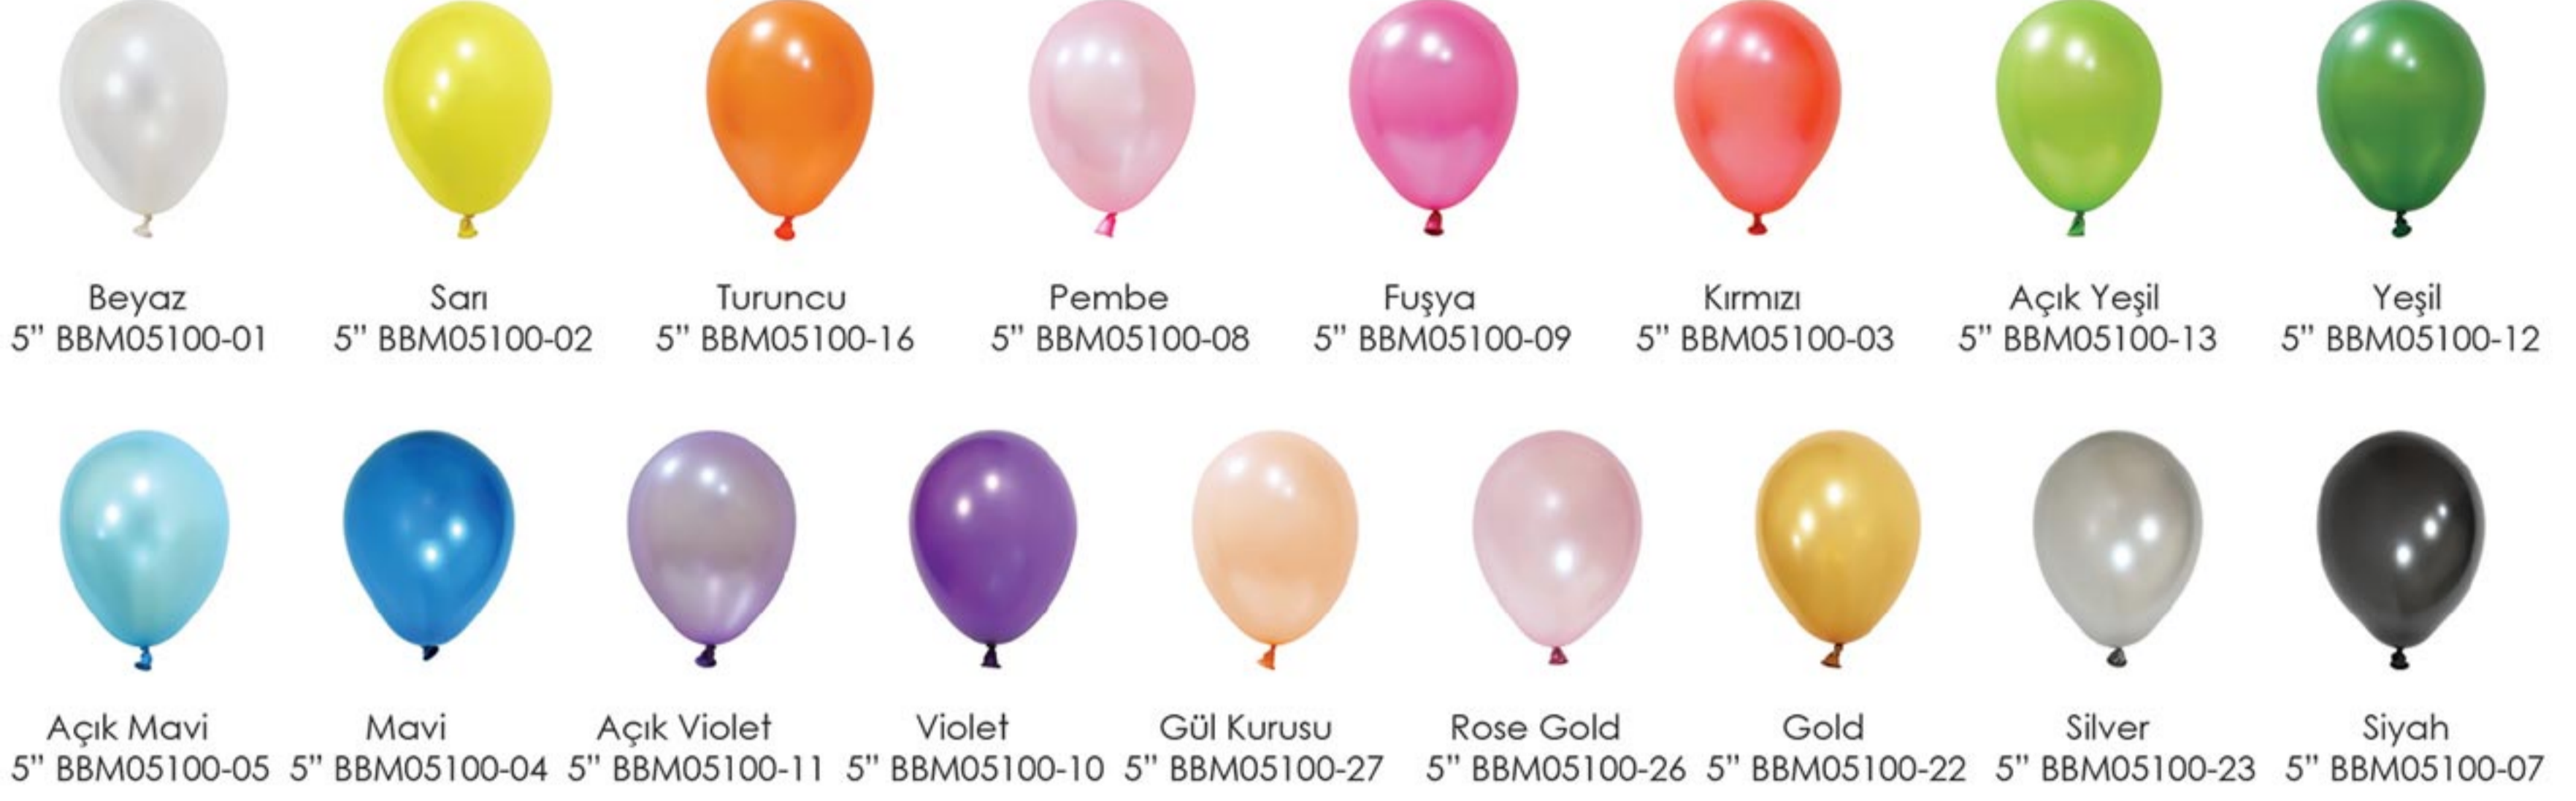 Beyaz
5” BBM05100-01
Sarı
5” BBM05100-02
Turuncu
5” BBM05100-16
Pembe
5” BBM05100-08
Fuşya
5” BBM05100-09
Kırmızı
5” BBM05100-03
Açık Yeşil
5” BBM05100-13
Yeşil
5” BBM05100-12
Açık Mavi
5” BBM05100-05
Mavi
5” BBM05100-04
Açık Violet
5” BBM05100-11
Violet
5” BBM05100-10
Gül Kurusu
5” BBM05100-27
Rose Gold
5” BBM05100-26
Gold
5” BBM05100-22
Silver
5” BBM05100-23
Siyah
5” BBM05100-07